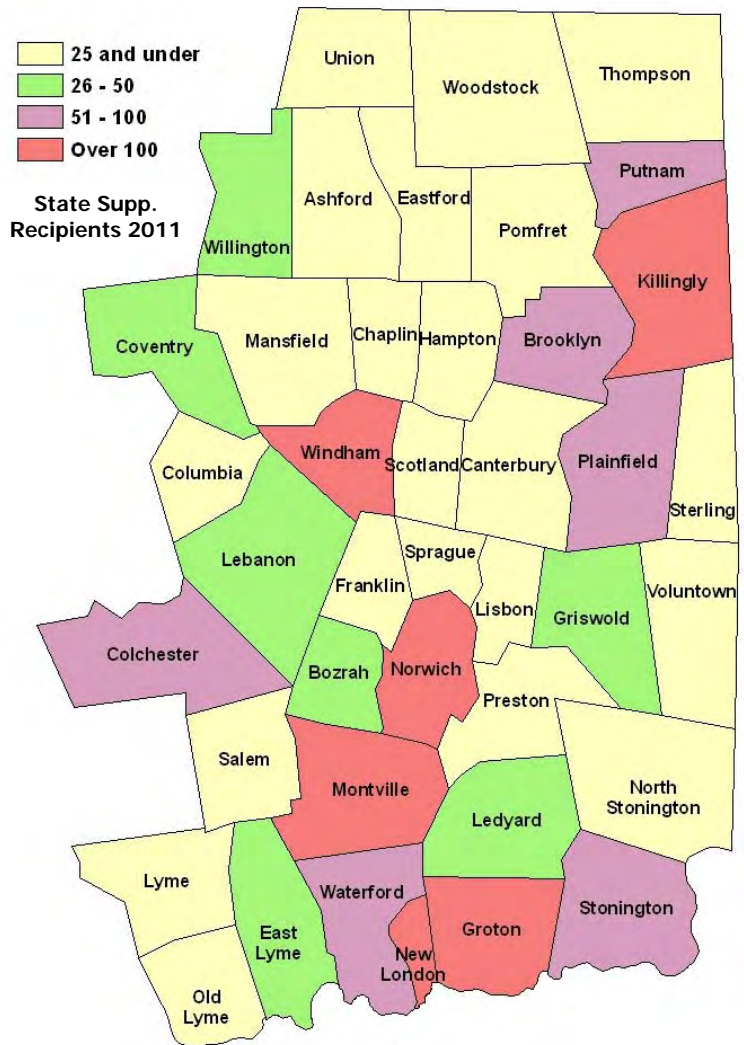 25 and under
26 - 50
51 - 100
Over 100
State Supp.
Recipients 2011
Union
Woodstock
Thompson
Putnam
Ashford
Eastford
Pomfret
Willington
Killingly
Coventry
Mansfield
Chaplin
Hampton
Brooklyn
Columbia
Windham
Scotland
Canterbury
Plainfield
Sterling
Lebanon
Franklin
Sprague
Lisbon
Griswold
Voluntown
Colchester
Bozrah
Norwich
Preston
Salem
Montville
Ledyard
North
Stonington
Lyme
East
Lyme
Waterford
New
London
Groton
Stonington
Old
Lyme